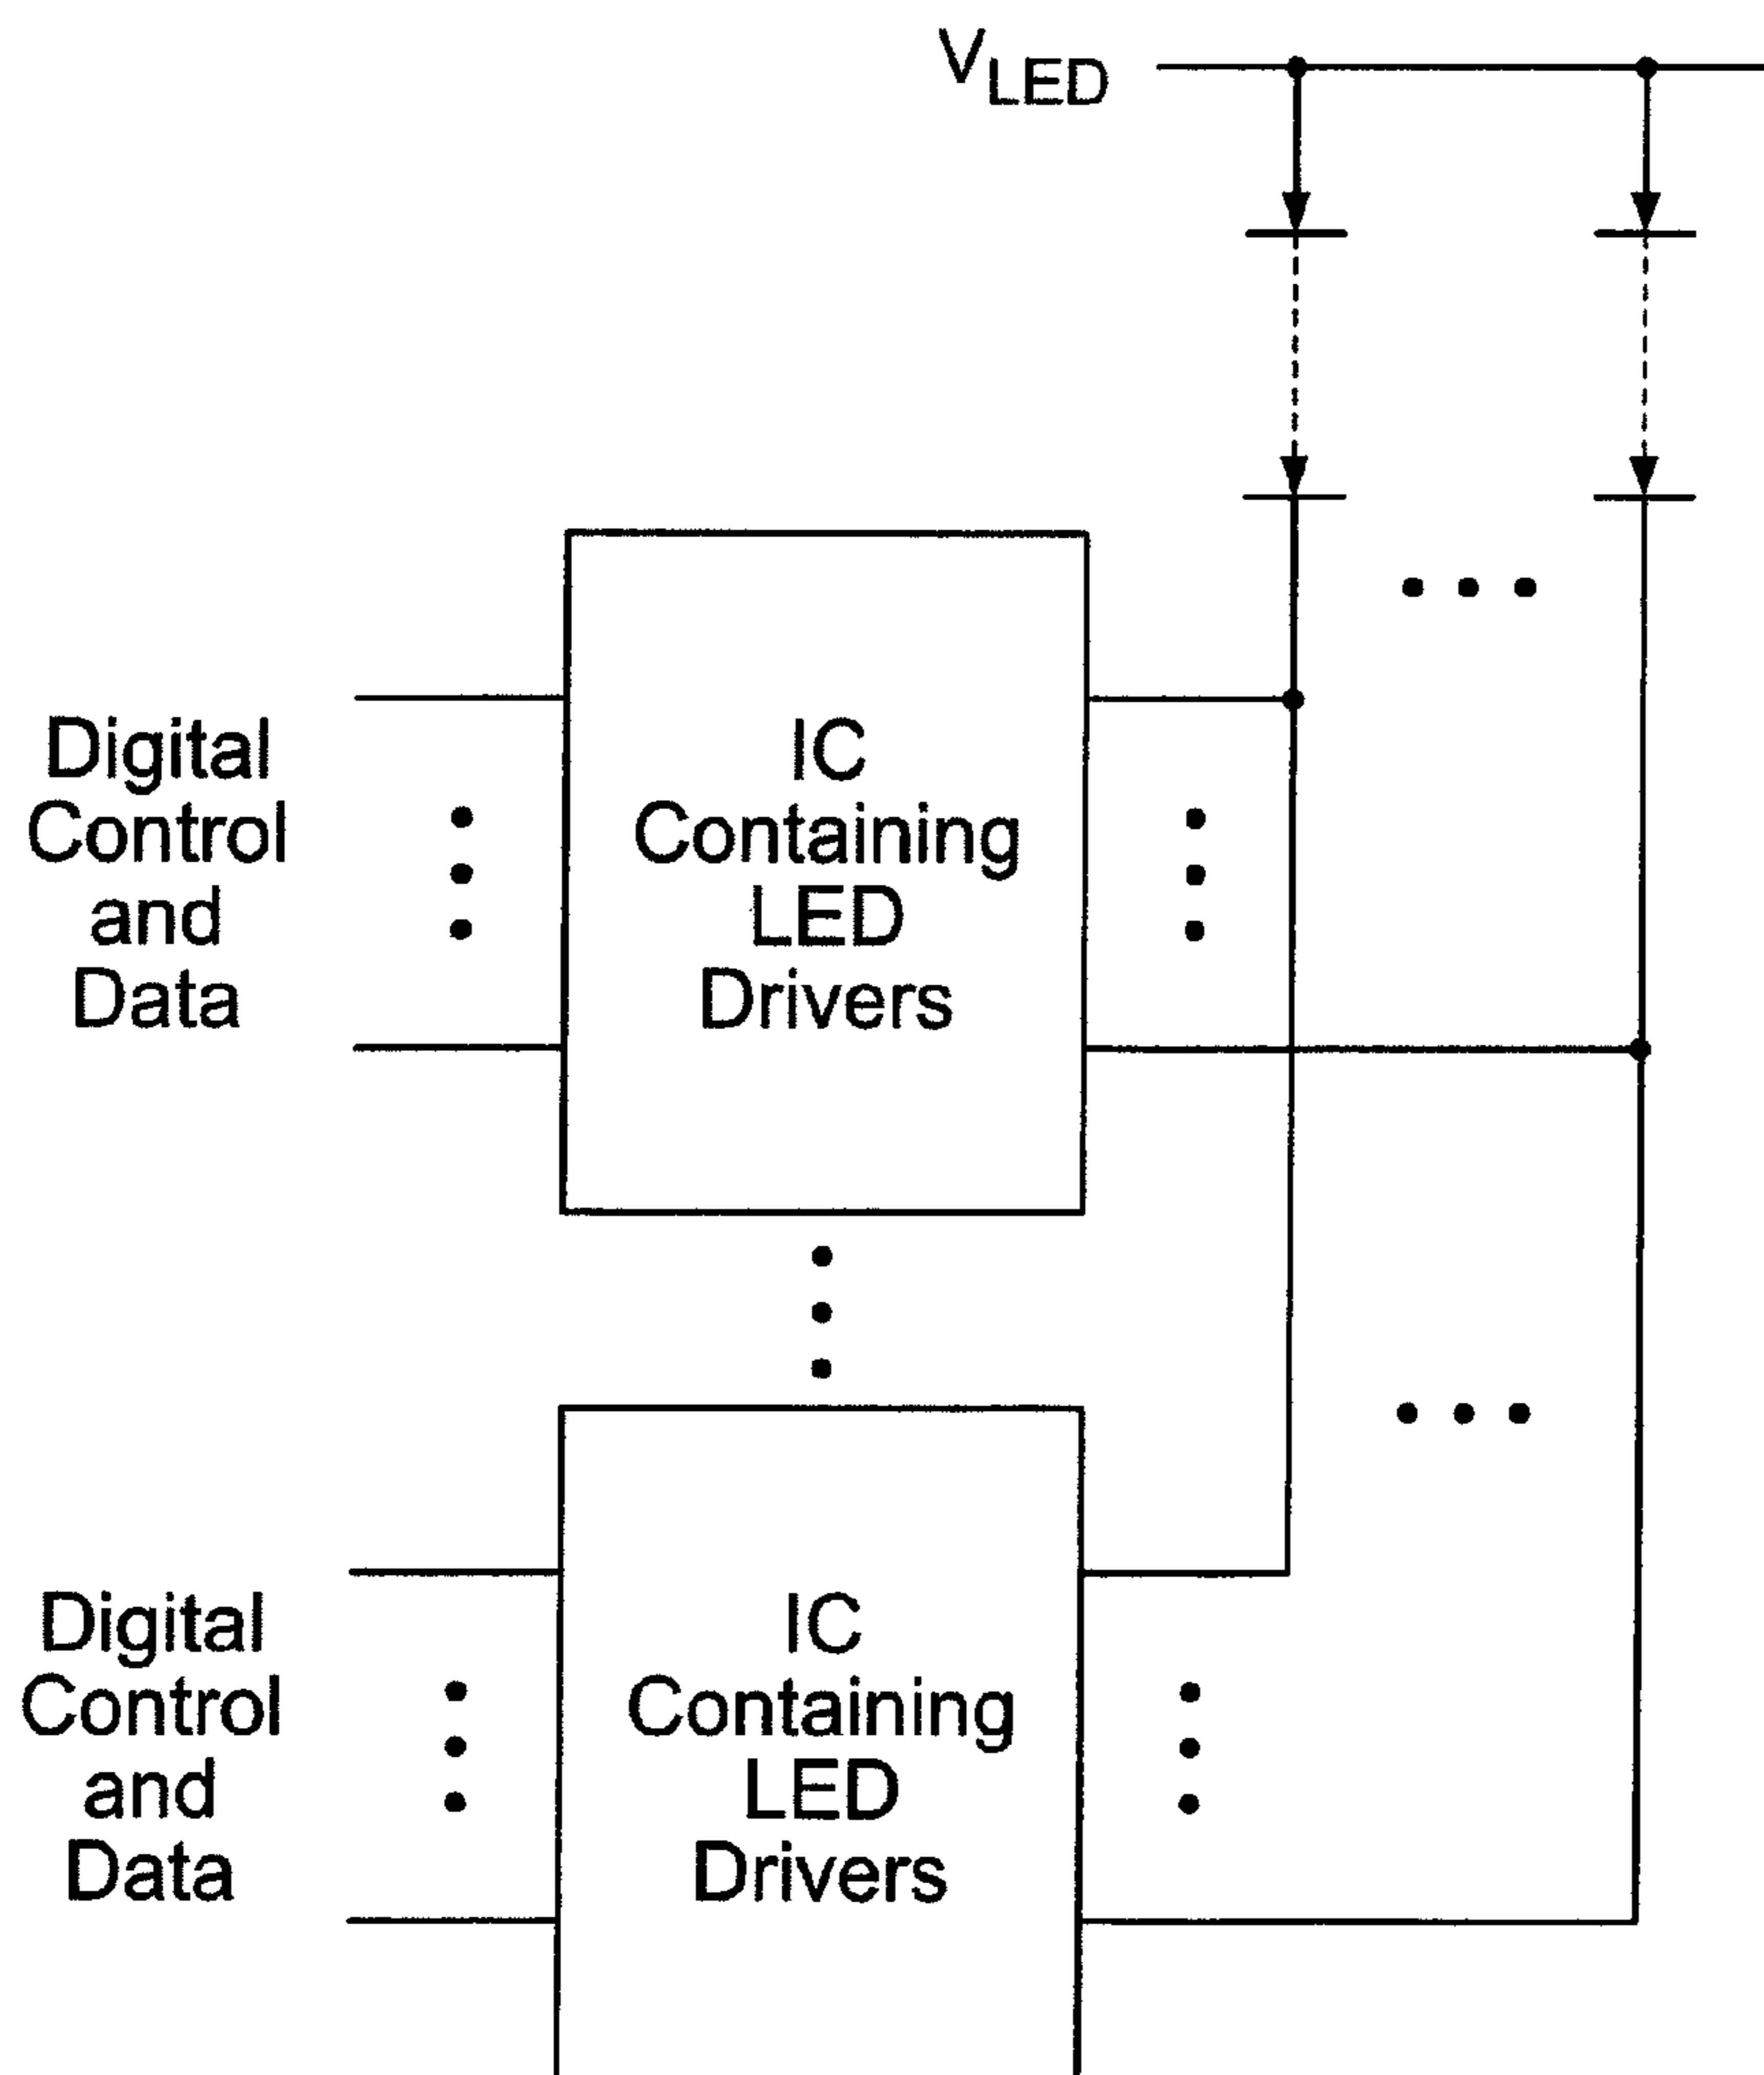 VLED
Digital
Control
and
Data
IC
Containing
LED
Drivers
Digital
Control
and
Data
IC
Containing
LED
Drivers